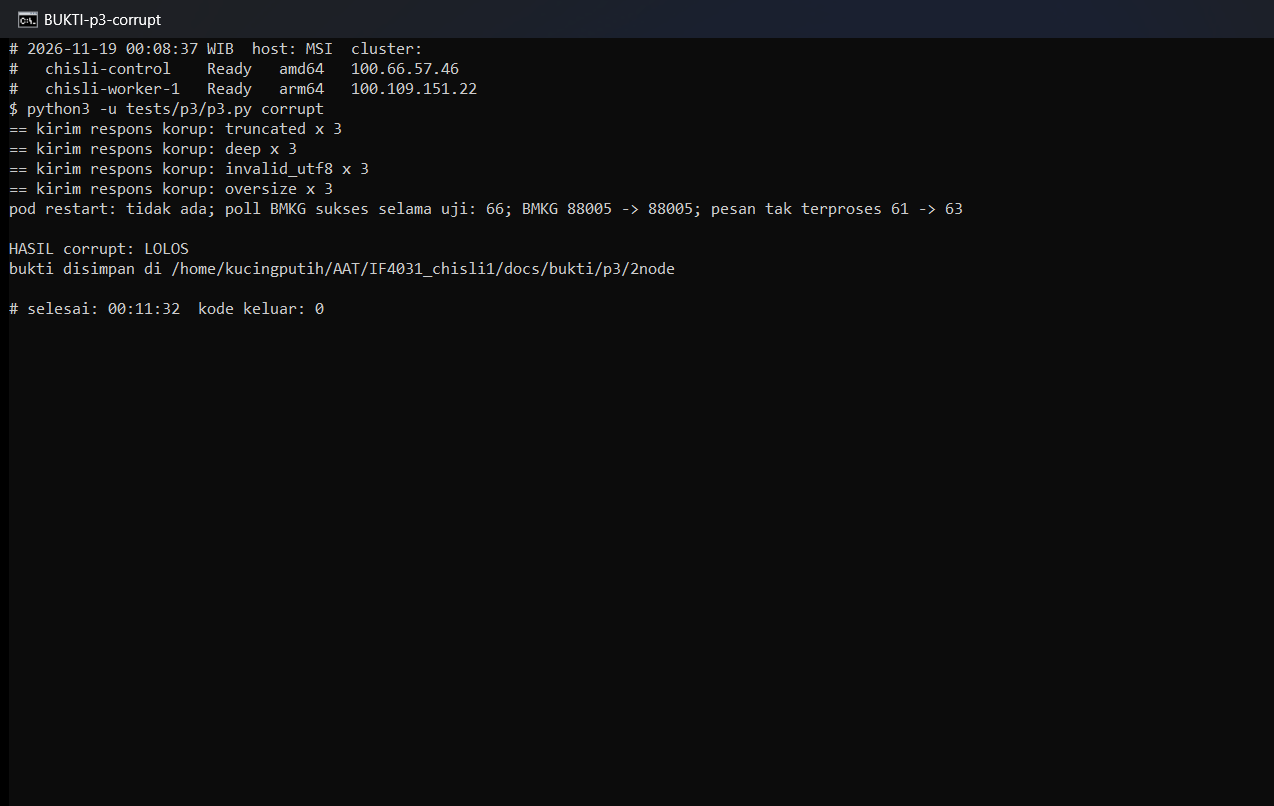 BUKTI-p3-corrupt
# 2026-11-19 00:08:37 WIB  host: MSI  cluster:
#   chisli-control    Ready   amd64   100.66.57.46
#   chisli-worker-1   Ready   arm64   100.109.151.22
$ python3 -u tests/p3/p3.py corrupt
== kirim respons korup: truncated x 3
== kirim respons korup: deep x 3
== kirim respons korup: invalid_utf8 x 3
== kirim respons korup: oversize x 3
pod restart: tidak ada; poll BMKG sukses selama uji: 66; BMKG 88005 -> 88005; pesan tak terproses 61 -> 63
HASIL corrupt: LOLOS
bukti disimpan di /home/kucingputih/AAT/IF4031_chisli1/docs/bukti/p3/2node
# selesai: 00:11:32  kode keluar: 0